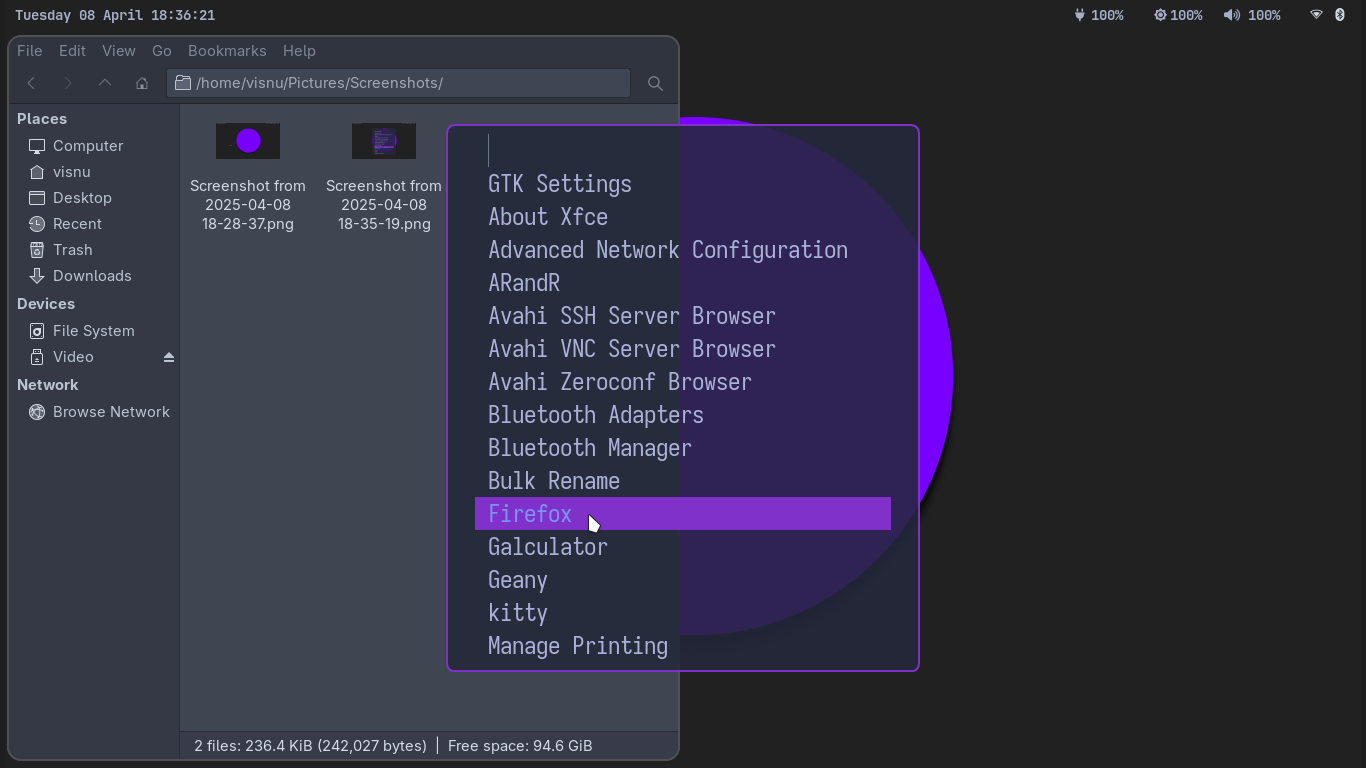 Tuesday 08 April 18:36:21
100% 100% 100%
File Edit View Go Bookmarks Help
/home/visnu/Pictures/Screenshots/
Places
Computer
visnu
Desktop
Recent
Trash
Downloads
Devices
File System
Video
Network
Browse Network
Screenshot from
2025-04-08
18-28-37.png
Screenshot from
2025-04-08
18-35-19.png
GTK Settings
About Xfce
Advanced Network Configuration
ARandR
Avahi SSH Server Browser
Avahi VNC Server Browser
Avahi Zeroconf Browser
Bluetooth Adapters
Bluetooth Manager
Bulk Rename
Firefox
Galculator
Geany
kitty
Manage Printing
2 files: 236.4 KiB (242,027 bytes) | Free space: 94.6 GiB